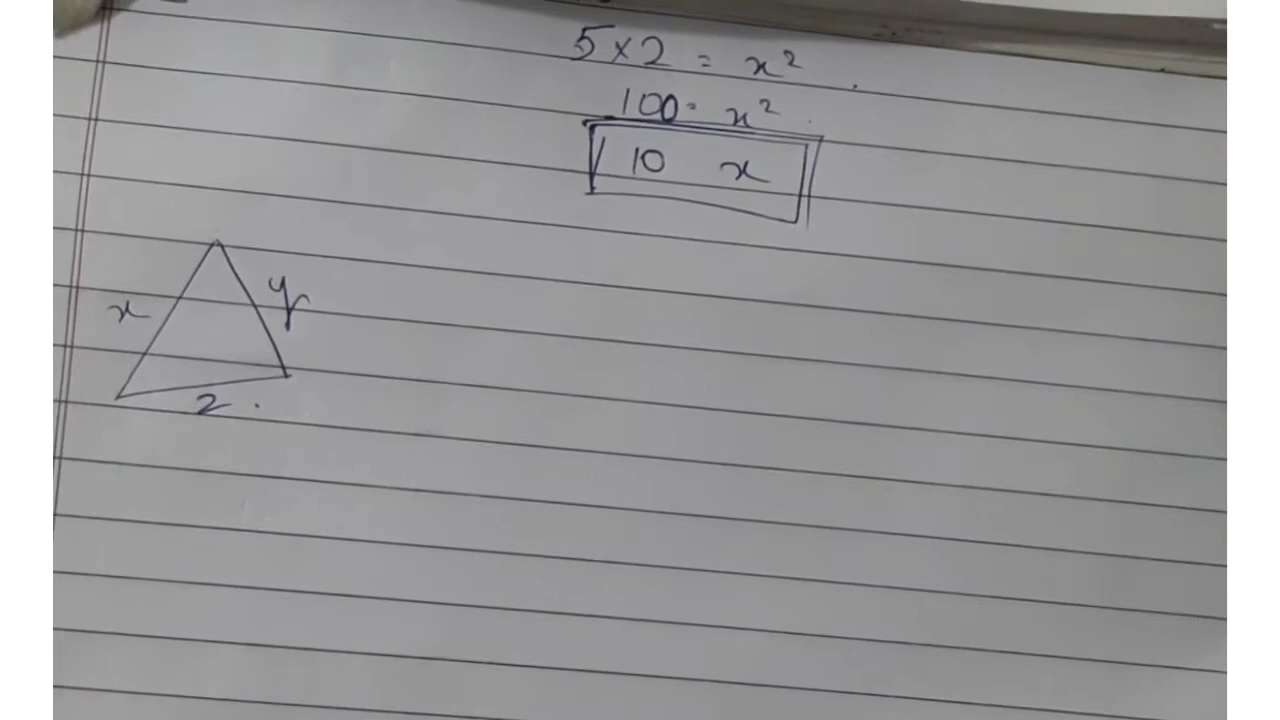 5 × 2 = x²
100 = x²
10 x
x
y
z .